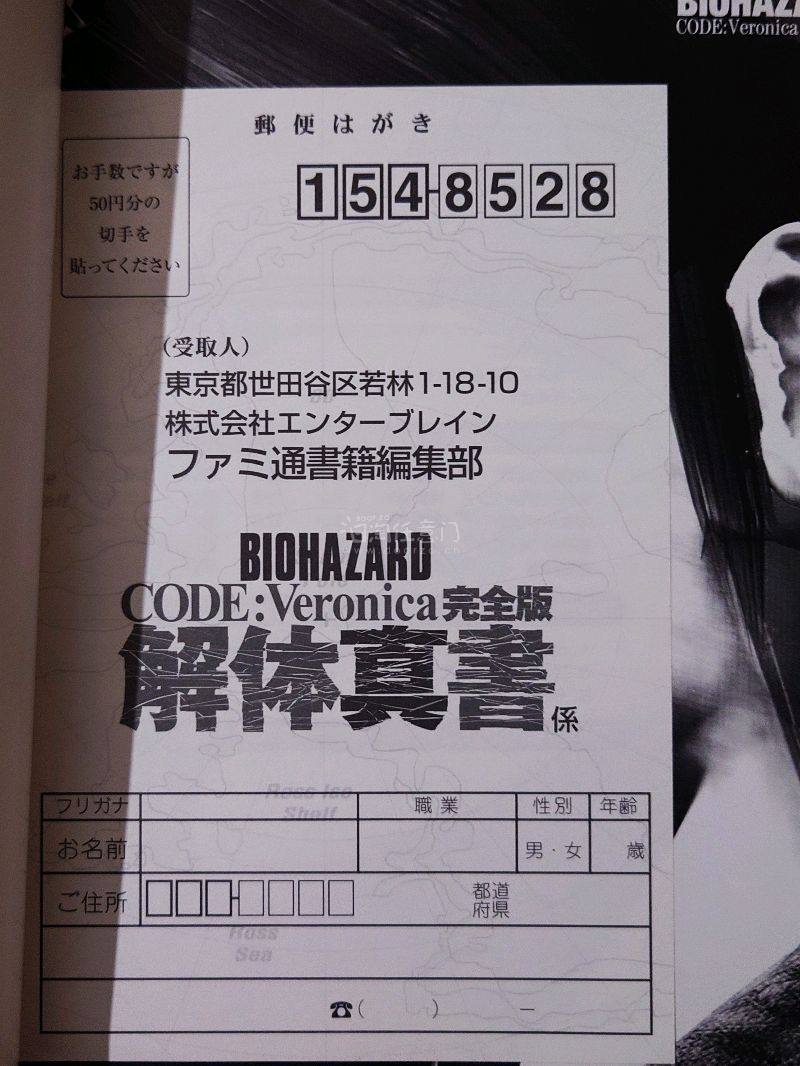 BIOHAZA
CODE:Veronica
郵便はがき
お手数ですが
50円分の
切手を
貼ってください
154-8528
（受取人）
東京都世田谷区若林1-18-10
株式会社エンターブレイン
ファミ通書籍編集部
BIOHAZARD
CODE:Veronica完全版
解体真書係
Ross Ice
Shelf
フリガナ 職業 性別 年齢
お名前 男・女 歳
ご住所 都道
府県
Ross
Sea
☎( ) －